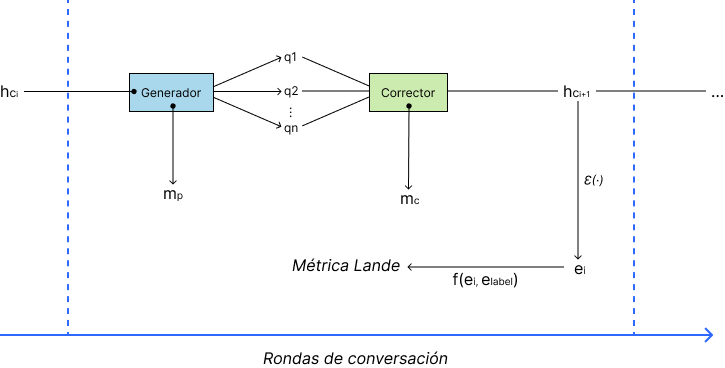 q1
hci
Generador
q2
Corrector
hci+1
...
⋮
qn
ε(·)
mp
mc
Métrica Lande
ei
f(ei, elabel)
Rondas de conversación